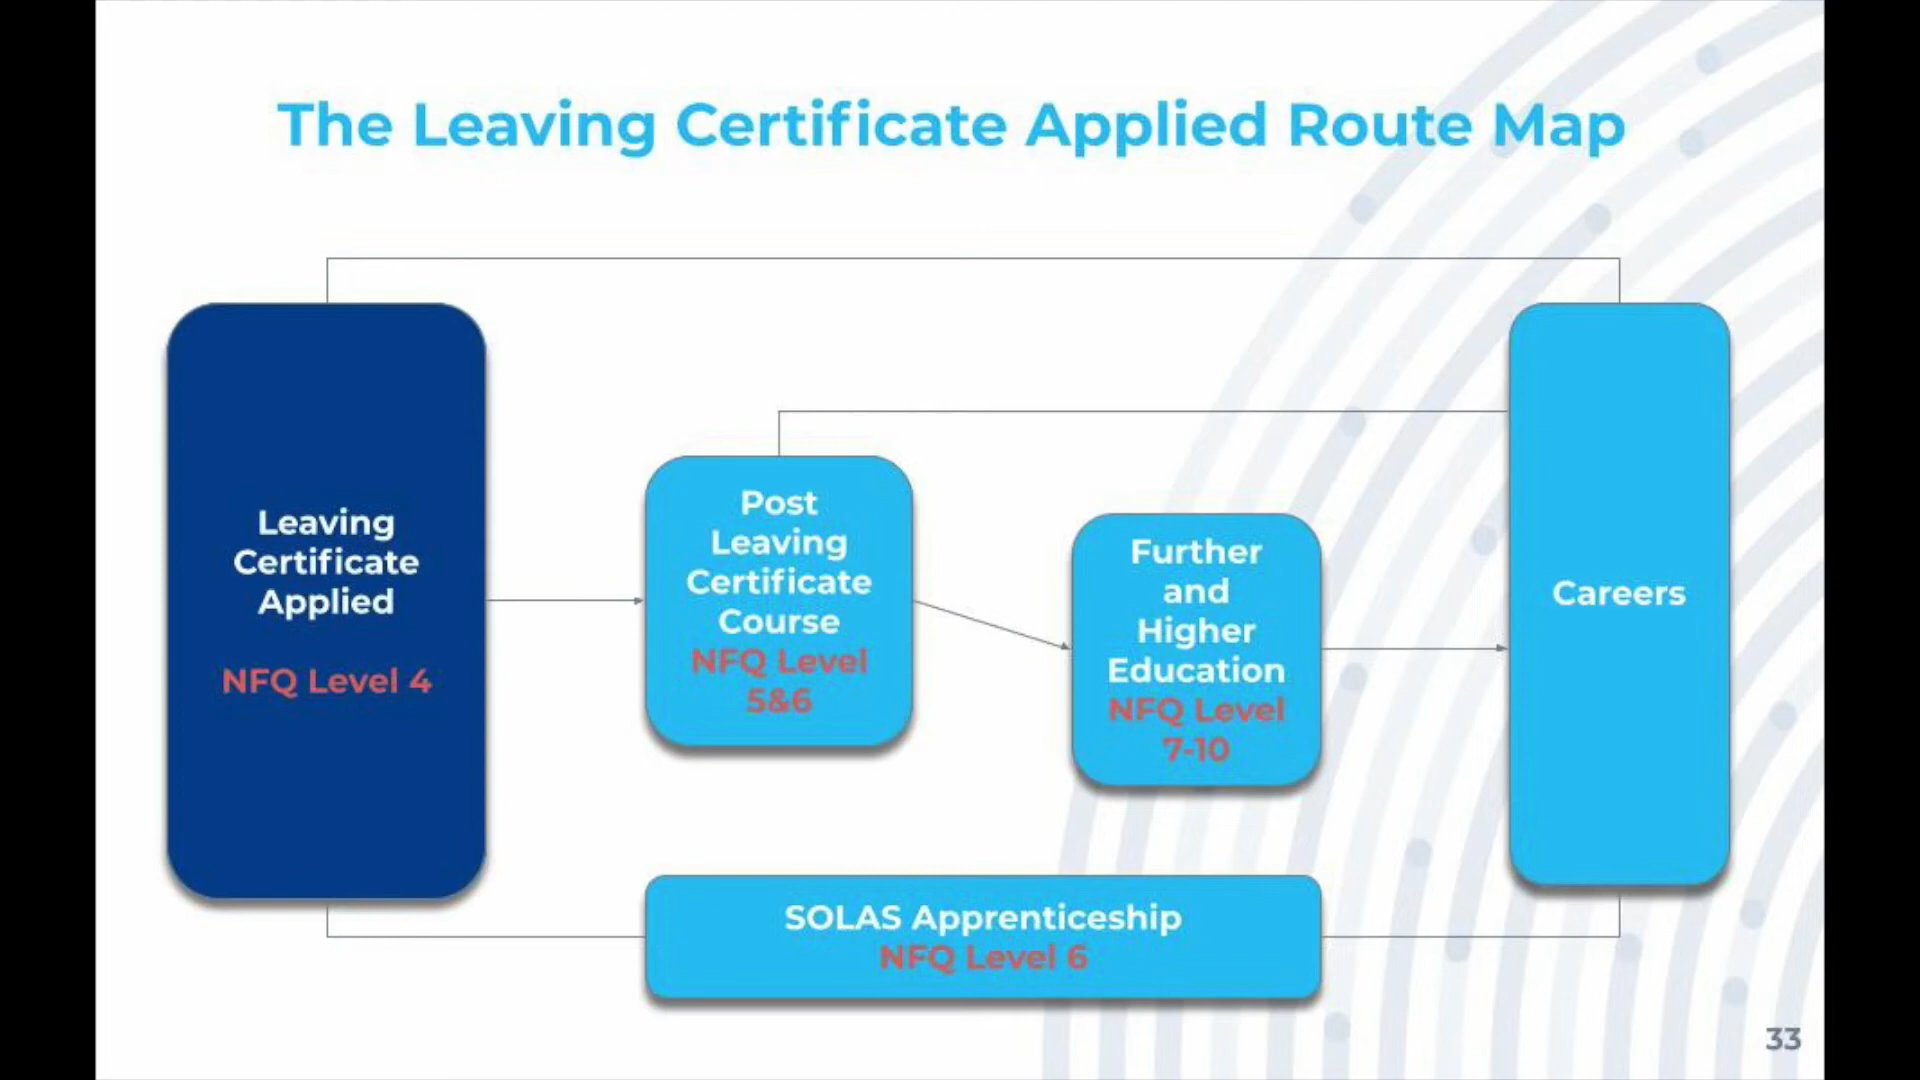 The Leaving Certificate Applied Route Map
Leaving
Certificate
Applied
NFQ Level 4
Post
Leaving
Certificate
Course
NFQ Level
5&6
Further
and
Higher
Education
NFQ Level
7-10
Careers
SOLAS Apprenticeship
NFQ Level 6
33